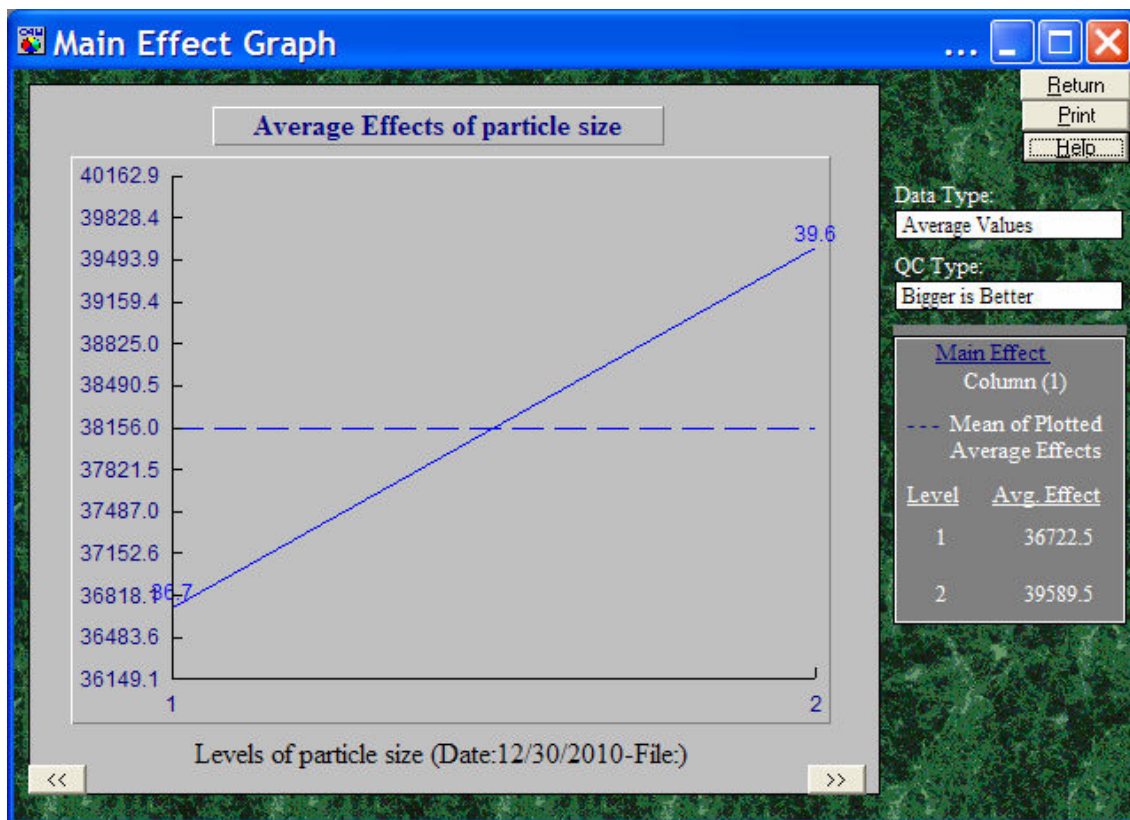 Main Effect Graph ...
Return
Print
Help
Average Effects of particle size
40162.9
39828.4
39493.9
39159.4
38825.0
38490.5
38156.0
37821.5
37487.0
37152.6
36818.1
36483.6
36149.1
36.7
39.6
1 2
Levels of particle size (Date:12/30/2010-File:)
<< >>
Data Type:
Average Values
QC Type:
Bigger is Better
Main Effect
Column (1)
--- Mean of Plotted
Average Effects
Level Avg. Effect
1 36722.5
2 39589.5